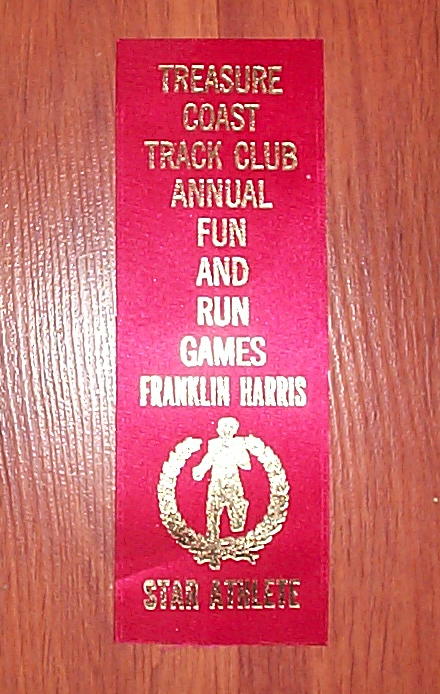 TREASURE
COAST
TRACK CLUB
ANNUAL
FUN
AND
RUN
GAMES
FRANKLIN HARRIS
STAR ATHLETE